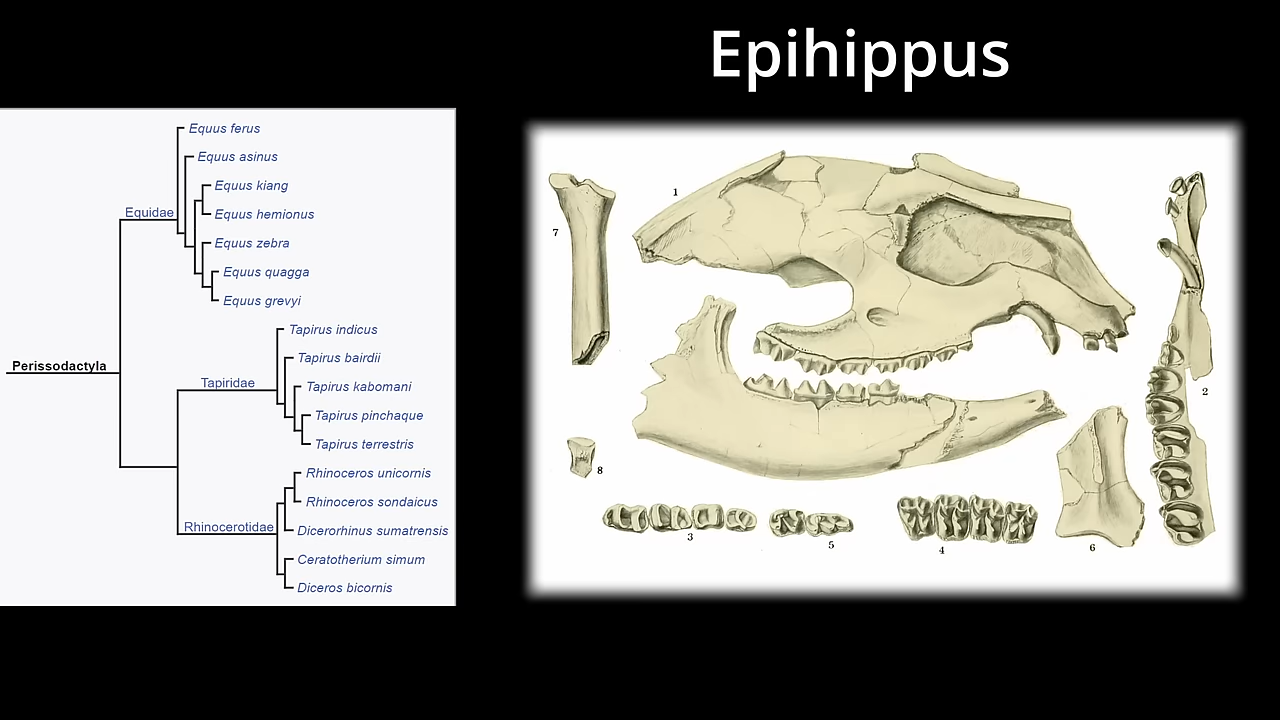 Epihippus
Equus ferus
Equus asinus
Equus kiang
Equidae
Equus hemionus
Equus zebra
Equus quagga
Equus grevyi
Tapirus indicus
Tapirus bairdii
Perissodactyla
Tapiridae
Tapirus kabomani
Tapirus pinchaque
Tapirus terrestris
Rhinoceros unicornis
Rhinoceros sondaicus
Rhinocerotidae
Dicerorhinus sumatrensis
Ceratotherium simum
Diceros bicornis
1
7
2
8
3
5
4
6